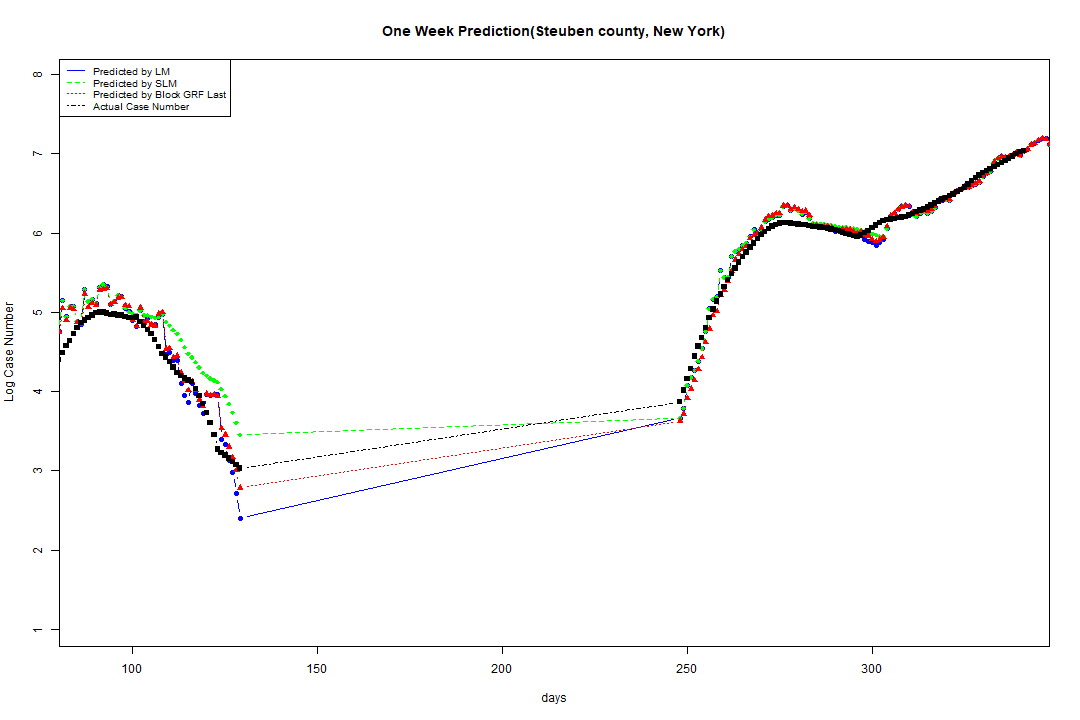 One Week Prediction(Steuben county, New York)
Predicted by LM
Predicted by SLM
Predicted by Block GRF Last
Actual Case Number
8
7
6
5
4
3
2
1
Log Case Number
100 150 200 250 300
days